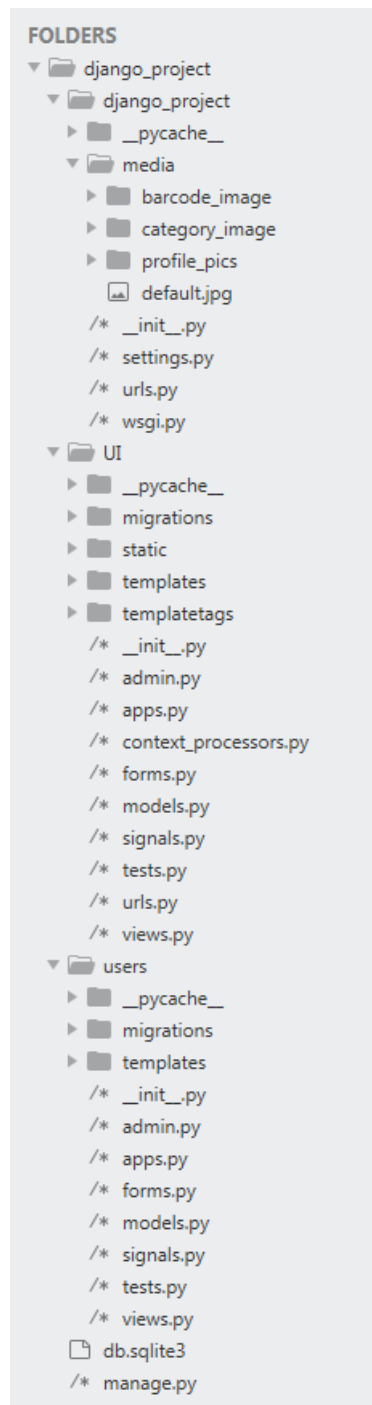 FOLDERS
django_project
django_project
__pycache__
media
barcode_image
category_image
profile_pics
default.jpg
/* __init__.py
/* settings.py
/* urls.py
/* wsgi.py
UI
__pycache__
migrations
static
templates
templatetags
/* __init__.py
/* admin.py
/* apps.py
/* context_processors.py
/* forms.py
/* models.py
/* signals.py
/* tests.py
/* urls.py
/* views.py
users
__pycache__
migrations
templates
/* __init__.py
/* admin.py
/* apps.py
/* forms.py
/* models.py
/* signals.py
/* tests.py
/* views.py
db.sqlite3
/* manage.py